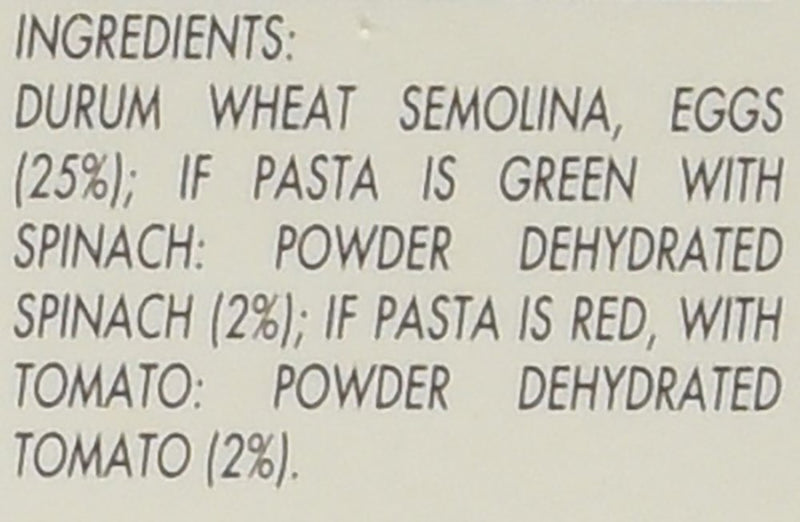 INGREDIENTS:
DURUM WHEAT SEMOLINA, EGGS
(25%); IF PASTA IS GREEN WITH
SPINACH: POWDER DEHYDRATED
SPINACH (2%); IF PASTA IS RED, WITH
TOMATO: POWDER DEHYDRATED
TOMATO (2%).